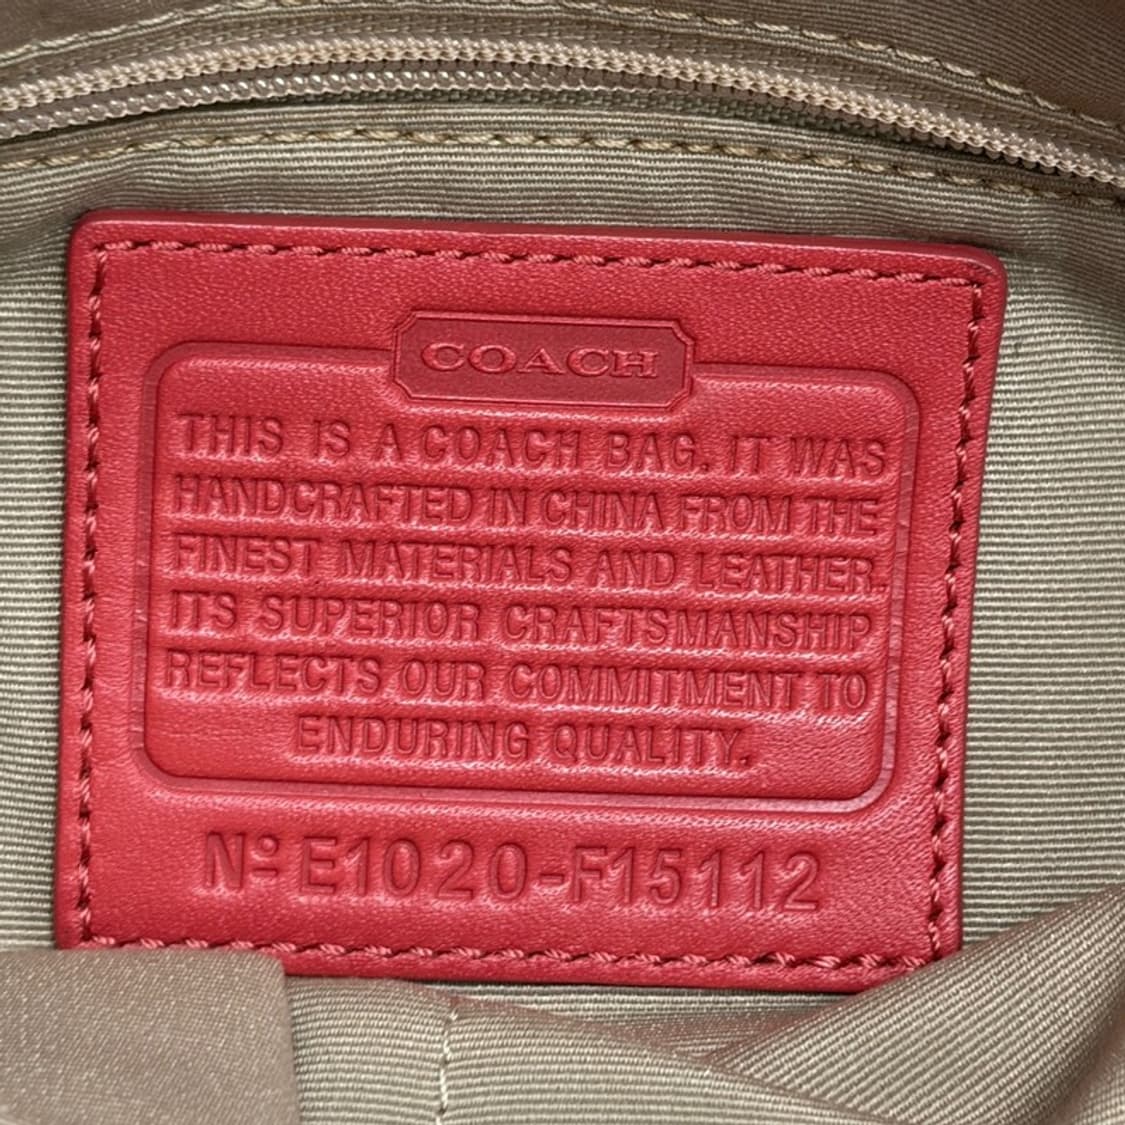 COACH
THIS IS A COACH BAG. IT WAS
HANDCRAFTED IN CHINA FROM THE
FINEST MATERIALS AND LEATHER.
ITS SUPERIOR CRAFTSMANSHIP
REFLECTS OUR COMMITMENT TO
ENDURING QUALITY.
Nº E1020-F15112